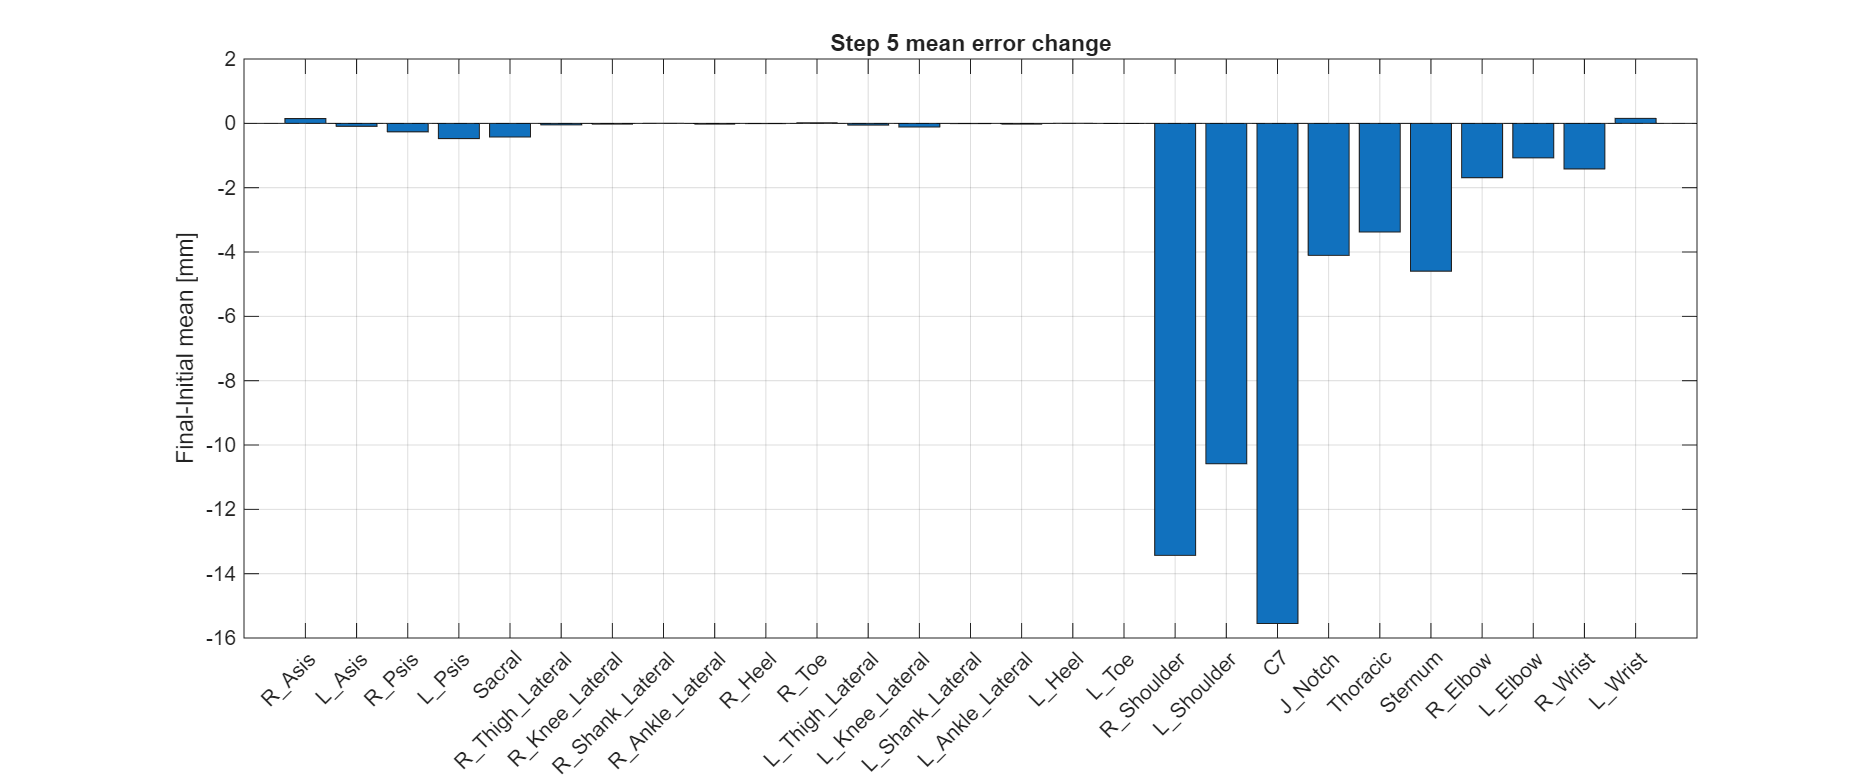 Step 5 mean error change
Final-Initial mean [mm]
2
0
-2
-4
-6
-8
-10
-12
-14
-16
R_Asis
L_Asis
R_Psis
L_Psis
Sacral
R_Thigh_Lateral
R_Knee_Lateral
R_Shank_Lateral
R_Ankle_Lateral
R_Heel
R_Toe
L_Thigh_Lateral
L_Knee_Lateral
L_Shank_Lateral
L_Ankle_Lateral
L_Heel
L_Toe
R_Shoulder
L_Shoulder
C7
J_Notch
Thoracic
Sternum
R_Elbow
L_Elbow
R_Wrist
L_Wrist